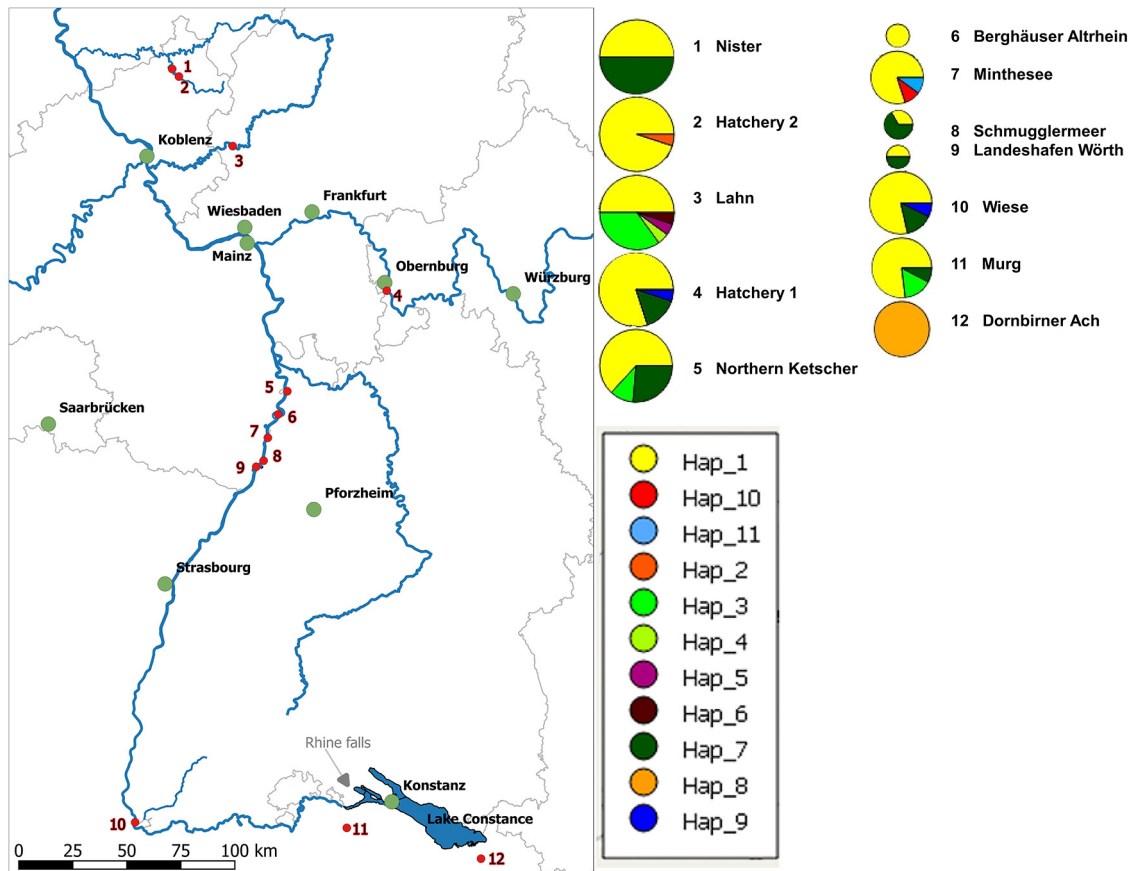 1
2
Koblenz
3
Frankfurt
Wiesbaden
Mainz
Obernburg
4
Würzburg
5
6
Saarbrücken
7
8
9
Pforzheim
Strasbourg
Rhine falls
Konstanz
Lake Constance
10
11
12
0 25 50 75 100 km
1 Nister
2 Hatchery 2
3 Lahn
4 Hatchery 1
5 Northern Ketscher
6 Berghäuser Altrhein
7 Minthesee
8 Schmugglermeer
9 Landeshafen Wörth
10 Wiese
11 Murg
12 Dornbirner Ach
Hap_1
Hap_10
Hap_11
Hap_2
Hap_3
Hap_4
Hap_5
Hap_6
Hap_7
Hap_8
Hap_9